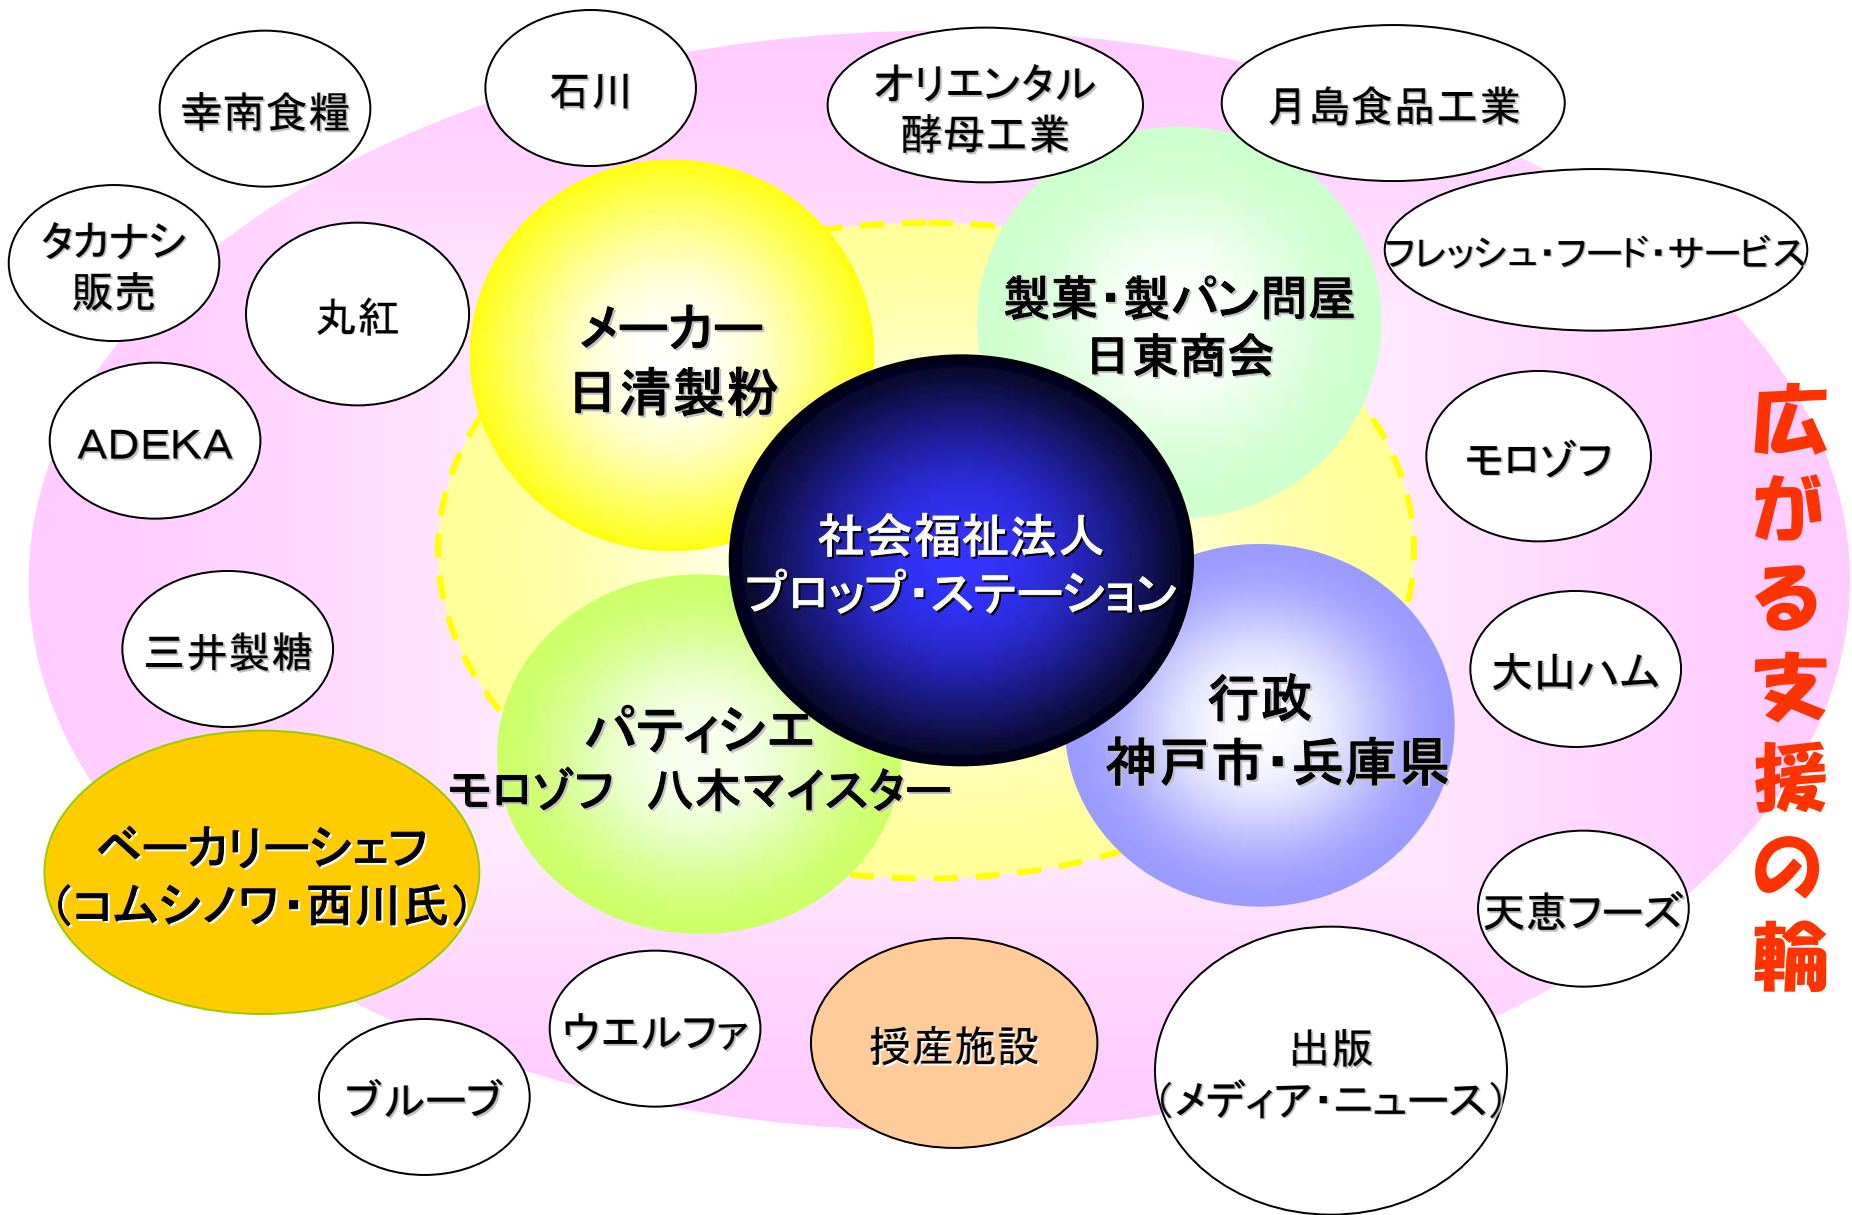 幸南食糧
石川
オリエンタル
酵母工業
月島食品工業
タカナシ
販売
丸紅
フレッシュ・フード・サービス
メーカー
日清製粉
製菓・製パン問屋
日東商会
ADEKA
モロゾフ
社会福祉法人
プロップ・ステーション
三井製糖
大山ハム
パティシエ
モロゾフ　八木マイスター
行政
神戸市・兵庫県
ベーカリーシェフ
（コムシノワ・西川氏）
天恵フーズ
ウエルファ
授産施設
出版
（メディア・ニュース）
ブルーブ
広がる支援の輪